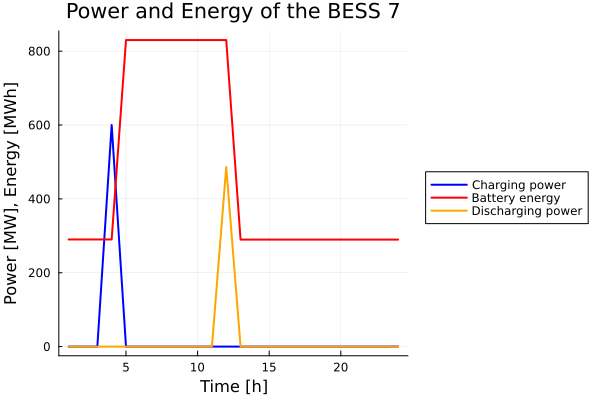 Power and Energy of the BESS 7
Power [MW], Energy [MWh]
800
600
400
200
0
5
10
15
20
Time [h]
Charging power
Battery energy
Discharging power